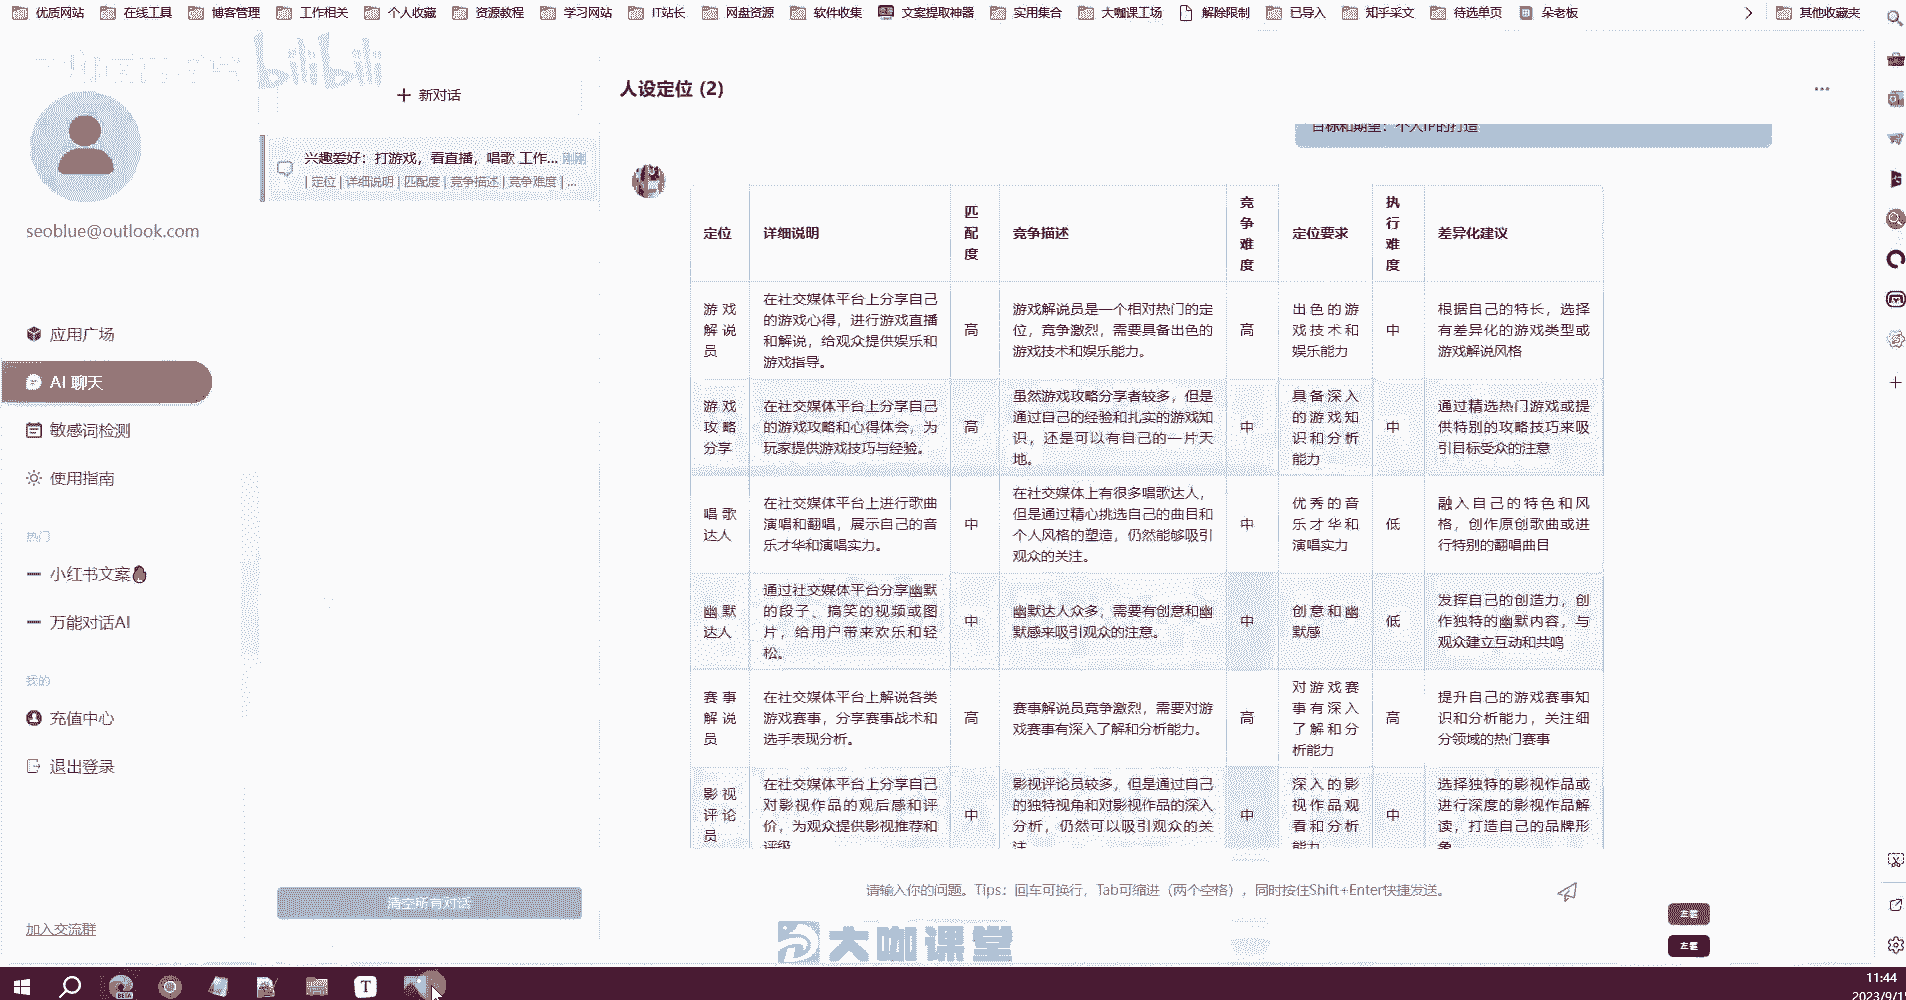 优质网站 在线工具 博客管理 工作相关 个人收藏 资源教程 学习网站 IT站长 网盘资源 软件收集 文案提取神器 实用集合 大咖课工场 解除限制 已导入 知乎采文 待选单页 朵老板 其他收藏夹
bilibili
新对话
人设定位 (2)
目标和期望：个人IP的打造
兴趣爱好：打游戏，看直播，唱歌 工作... 刚刚
| 定位 | 详细说明 | 匹配度 | 竞争描述 | 竞争难度 | ...
seoblue@outlook.com
应用广场
AI 聊天
敏感词检测
使用指南
热门
小红书文案
万能对话AI
我的
充值中心
退出登录
加入交流群
清空所有对话
定位 详细说明 匹配度 竞争描述 竞争难度 定位要求 执行难度 差异化建议
游戏解说员 在社交媒体平台上分享自己的游戏心得，进行游戏直播和解说，给观众提供娱乐和游戏指导。 高 游戏解说员是一个相对热门的定位，竞争激烈，需要具备出色的游戏技术和娱乐能力。 高 出色的游戏技术和娱乐能力 中 根据自己的特长，选择有差异化的游戏类型或游戏解说风格
游戏攻略分享 在社交媒体平台上分享自己的游戏攻略和心得体会，为玩家提供游戏技巧与经验。 高 虽然游戏攻略分享者较多，但是通过自己的经验和扎实的游戏知识，还是可以有自己的一片天地。 中 具备深入的游戏知识和分析能力 中 通过精选热门游戏或提供特别的攻略技巧来吸引目标受众的注意
唱歌达人 在社交媒体平台上进行歌曲演唱和翻唱，展示自己的音乐才华和演唱实力。 中 在社交媒体上有很多唱歌达人，但是通过精心挑选自己的曲目和个人风格的塑造，仍然能够吸引观众的关注。 中 优秀的音乐才华和演唱实力 低 融入自己的特色和风格，创作原创歌曲或进行特别的翻唱曲目
幽默达人 通过社交媒体平台分享幽默的段子、搞笑的视频或图片，给用户带来欢乐和轻松。 中 幽默达人众多，需要有创意和幽默感来吸引观众的注意。 中 创意和幽默感 低 发挥自己的创造力，创作独特的幽默内容，与观众建立互动和共鸣
赛事解说员 在社交媒体平台上解说各类游戏赛事，分享赛事战术和选手表现分析。 高 赛事解说员竞争激烈，需要对游戏赛事有深入了解和分析能力。 高 对游戏赛事有深入了解和分析能力 高 提升自己的游戏赛事知识和分析能力，关注细分领域的热门赛事
影视评论员 在社交媒体平台上分享自己对影视作品的观后感和评价，为观众提供影视推荐和评级 中 影视评论员较多，但是通过自己的独特视角和对影视作品的深入分析，仍然可以吸引观众的关注 中 深入的影视作品观看和分析能力 中 选择独特的影视作品或进行深度的影视作品解读，打造自己的品牌形象
请输入你的问题。Tips：回车可换行，Tab可缩进（两个空格），同时按住Shift+Enter快捷发送。
大咖课堂
左键
左键
11:44
2023/9/1